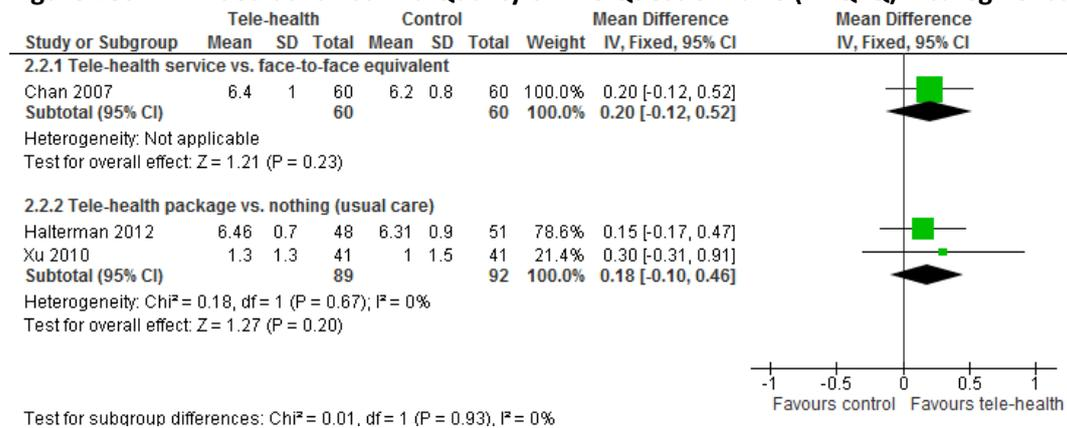 Tele-health Control Mean Difference Mean Difference
Study or Subgroup Mean SD Total Mean SD Total Weight IV, Fixed, 95% CI IV, Fixed, 95% CI
2.2.1 Tele-health service vs. face-to-face equivalent
Chan 2007 6.4 1 60 6.2 0.8 60 100.0% 0.20 [-0.12, 0.52]
Subtotal (95% CI) 60 60 100.0% 0.20 [-0.12, 0.52]
Heterogeneity: Not applicable
Test for overall effect: Z = 1.21 (P = 0.23)
2.2.2 Tele-health package vs. nothing (usual care)
Halterman 2012 6.46 0.7 48 6.31 0.9 51 78.6% 0.15 [-0.17, 0.47]
Xu 2010 1.3 1.3 41 1 1.5 41 21.4% 0.30 [-0.31, 0.91]
Subtotal (95% CI) 89 92 100.0% 0.18 [-0.10, 0.46]
Heterogeneity: Chi² = 0.18, df = 1 (P = 0.67); I² = 0%
Test for overall effect: Z = 1.27 (P = 0.20)
-1 -0.5 0 0.5 1
Favours control Favours tele-health
Test for subgroup differences: Chi² = 0.01, df = 1 (P = 0.93), I² = 0%